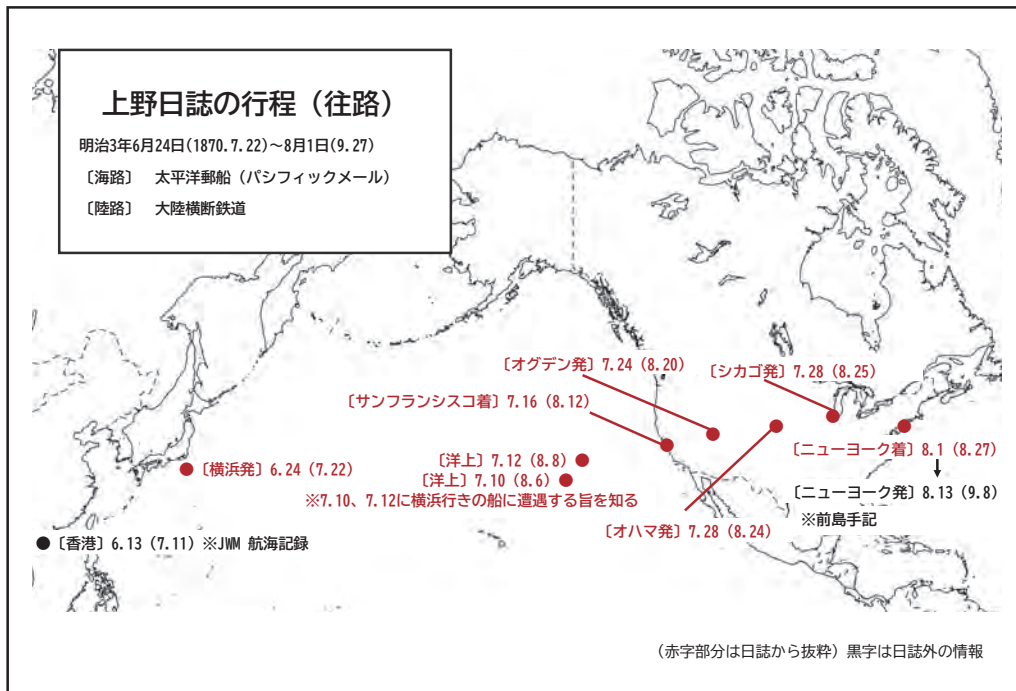 上野日誌の行程（往路）
明治3年6月24日(1870.7.22)～8月1日(9.27)
〔海路〕　太平洋郵船（パシフィックメール）
〔陸路〕　大陸横断鉄道
〔オグデン発〕7.24（8.20）
〔シカゴ発〕7.28（8.25）
〔サンフランシスコ着〕7.16（8.12）
〔ニューヨーク着〕8.1（8.27）
〔横浜発〕6.24（7.22）
〔洋上〕7.12（8.8）
〔洋上〕7.10（8.6）
※7.10、7.12に横浜行きの船に遭遇する旨を知る
〔ニューヨーク発〕8.13（9.8）
※前島手記
〔オハマ発〕7.28（8.24）
〔香港〕6.13（7.11）※JWM 航海記録
（赤字部分は日誌から抜粋）黒字は日誌外の情報